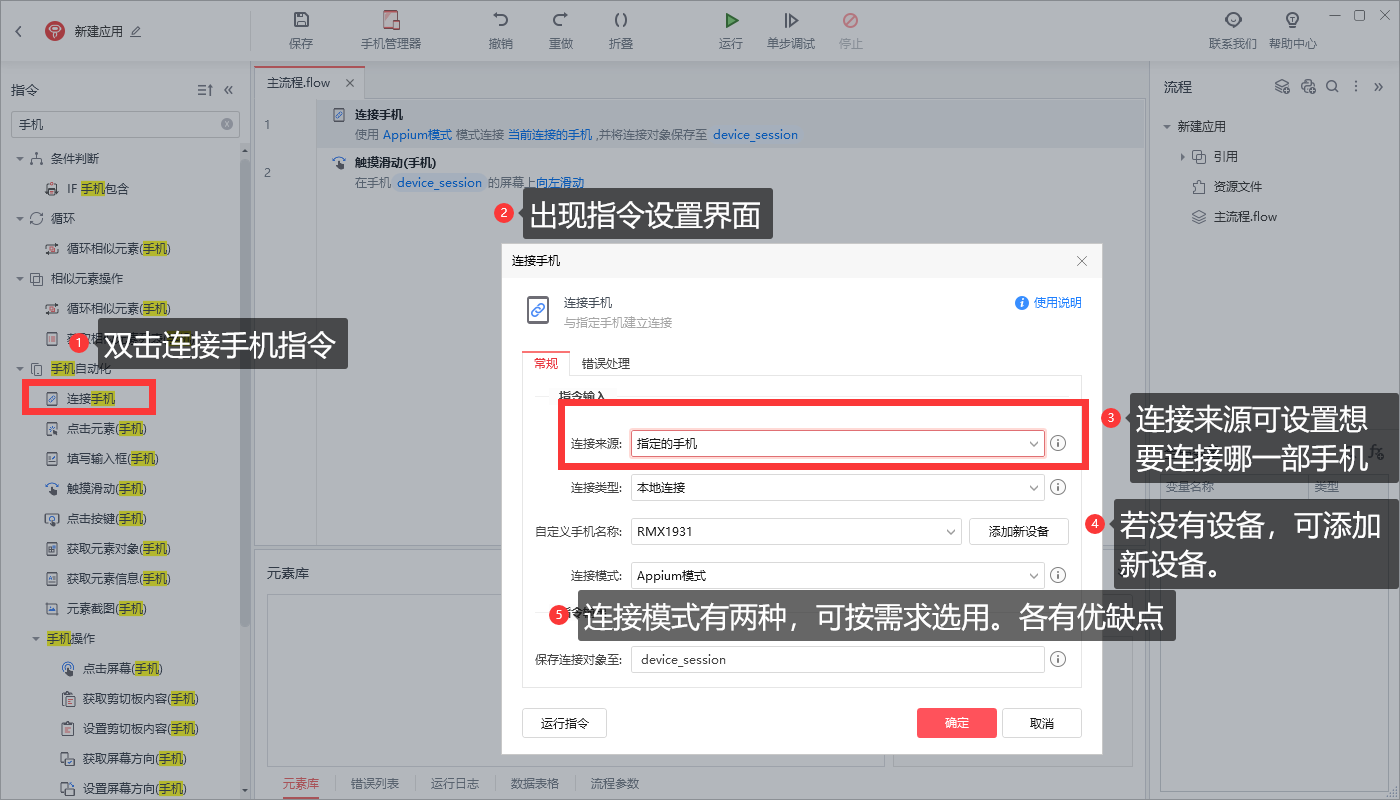 新建应用
保存
手机管理器
撤销
重做
折叠
运行
单步调试
停止
联系我们
帮助中心
指令
手机
条件判断
IF 手机包含
循环
循环相似元素(手机)
相似元素操作
循环相似元素(手机)
1 双击连接手机指令
手机自动化
连接手机
点击元素(手机)
填写输入框(手机)
触摸滑动(手机)
点击按键(手机)
获取元素对象(手机)
获取元素信息(手机)
元素截图(手机)
手机操作
点击屏幕(手机)
获取剪切板内容(手机)
设置剪切板内容(手机)
获取屏幕方向(手机)
设置屏幕方向(手机)
主流程.flow
1
连接手机
使用 Appium模式 模式连接 当前连接的手机 ,并将连接对象保存至 device_session
2
触摸滑动(手机)
在手机 device_session 的屏幕上向左滑动
2 出现指令设置界面
连接手机
连接手机
与指定手机建立连接
使用说明
常规
错误处理
指令输入
连接来源: 指定的手机
连接类型: 本地连接
自定义手机名称: RMX1931
添加新设备
连接模式: Appium模式
5 连接模式有两种，可按需求选用。各有优缺点
保存连接对象至: device_session
运行指令
确定
取消
3 连接来源可设置想
要连接哪一部手机
4 若没有设备，可添加
新设备。
元素库
元素库
错误列表
运行日志
数据表格
流程参数
流程
新建应用
引用
资源文件
主流程.flow
变量名称
类型